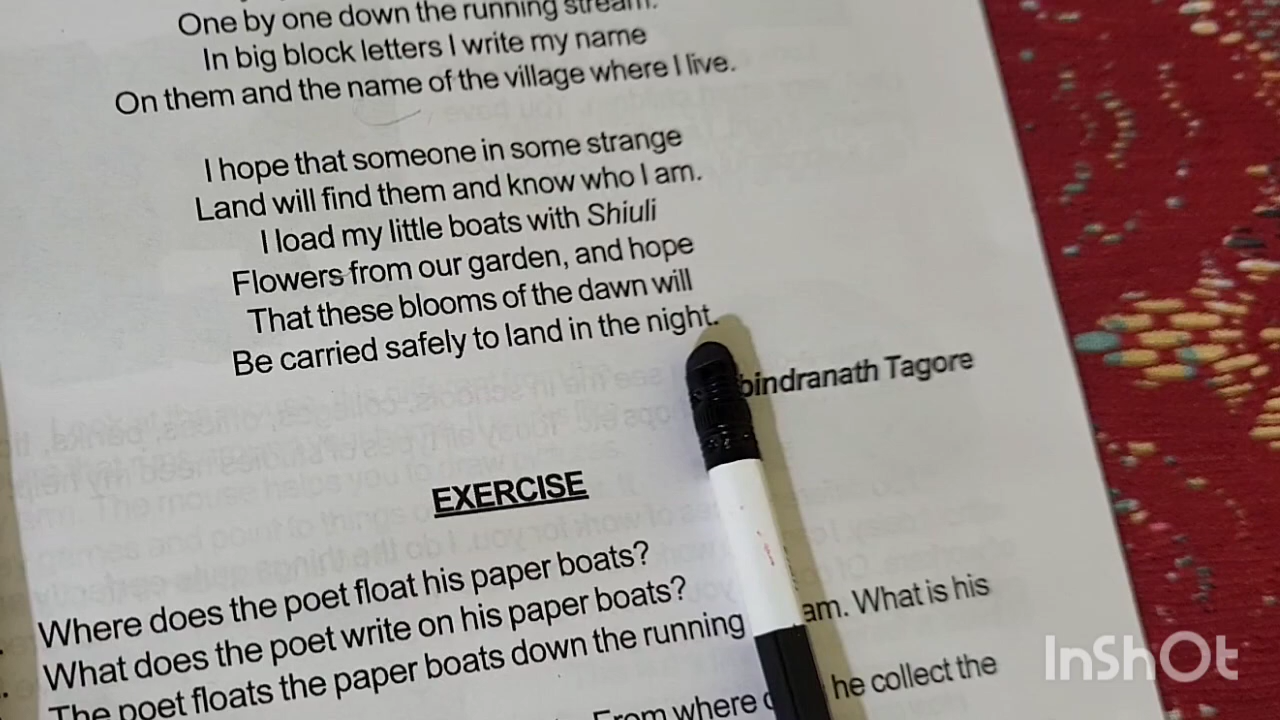 One by one down the running stream.
In big block letters I write my name
On them and the name of the village where I live.
I hope that someone in some strange
Land will find them and know who I am.
I load my little boats with Shiuli
Flowers from our garden, and hope
That these blooms of the dawn will
Be carried safely to land in the night.
bindranath Tagore
EXERCISE
Where does the poet float his paper boats?
What does the poet write on his paper boats?
The poet floats the paper boats down the running am. What is his
From where he collect the
InShOt